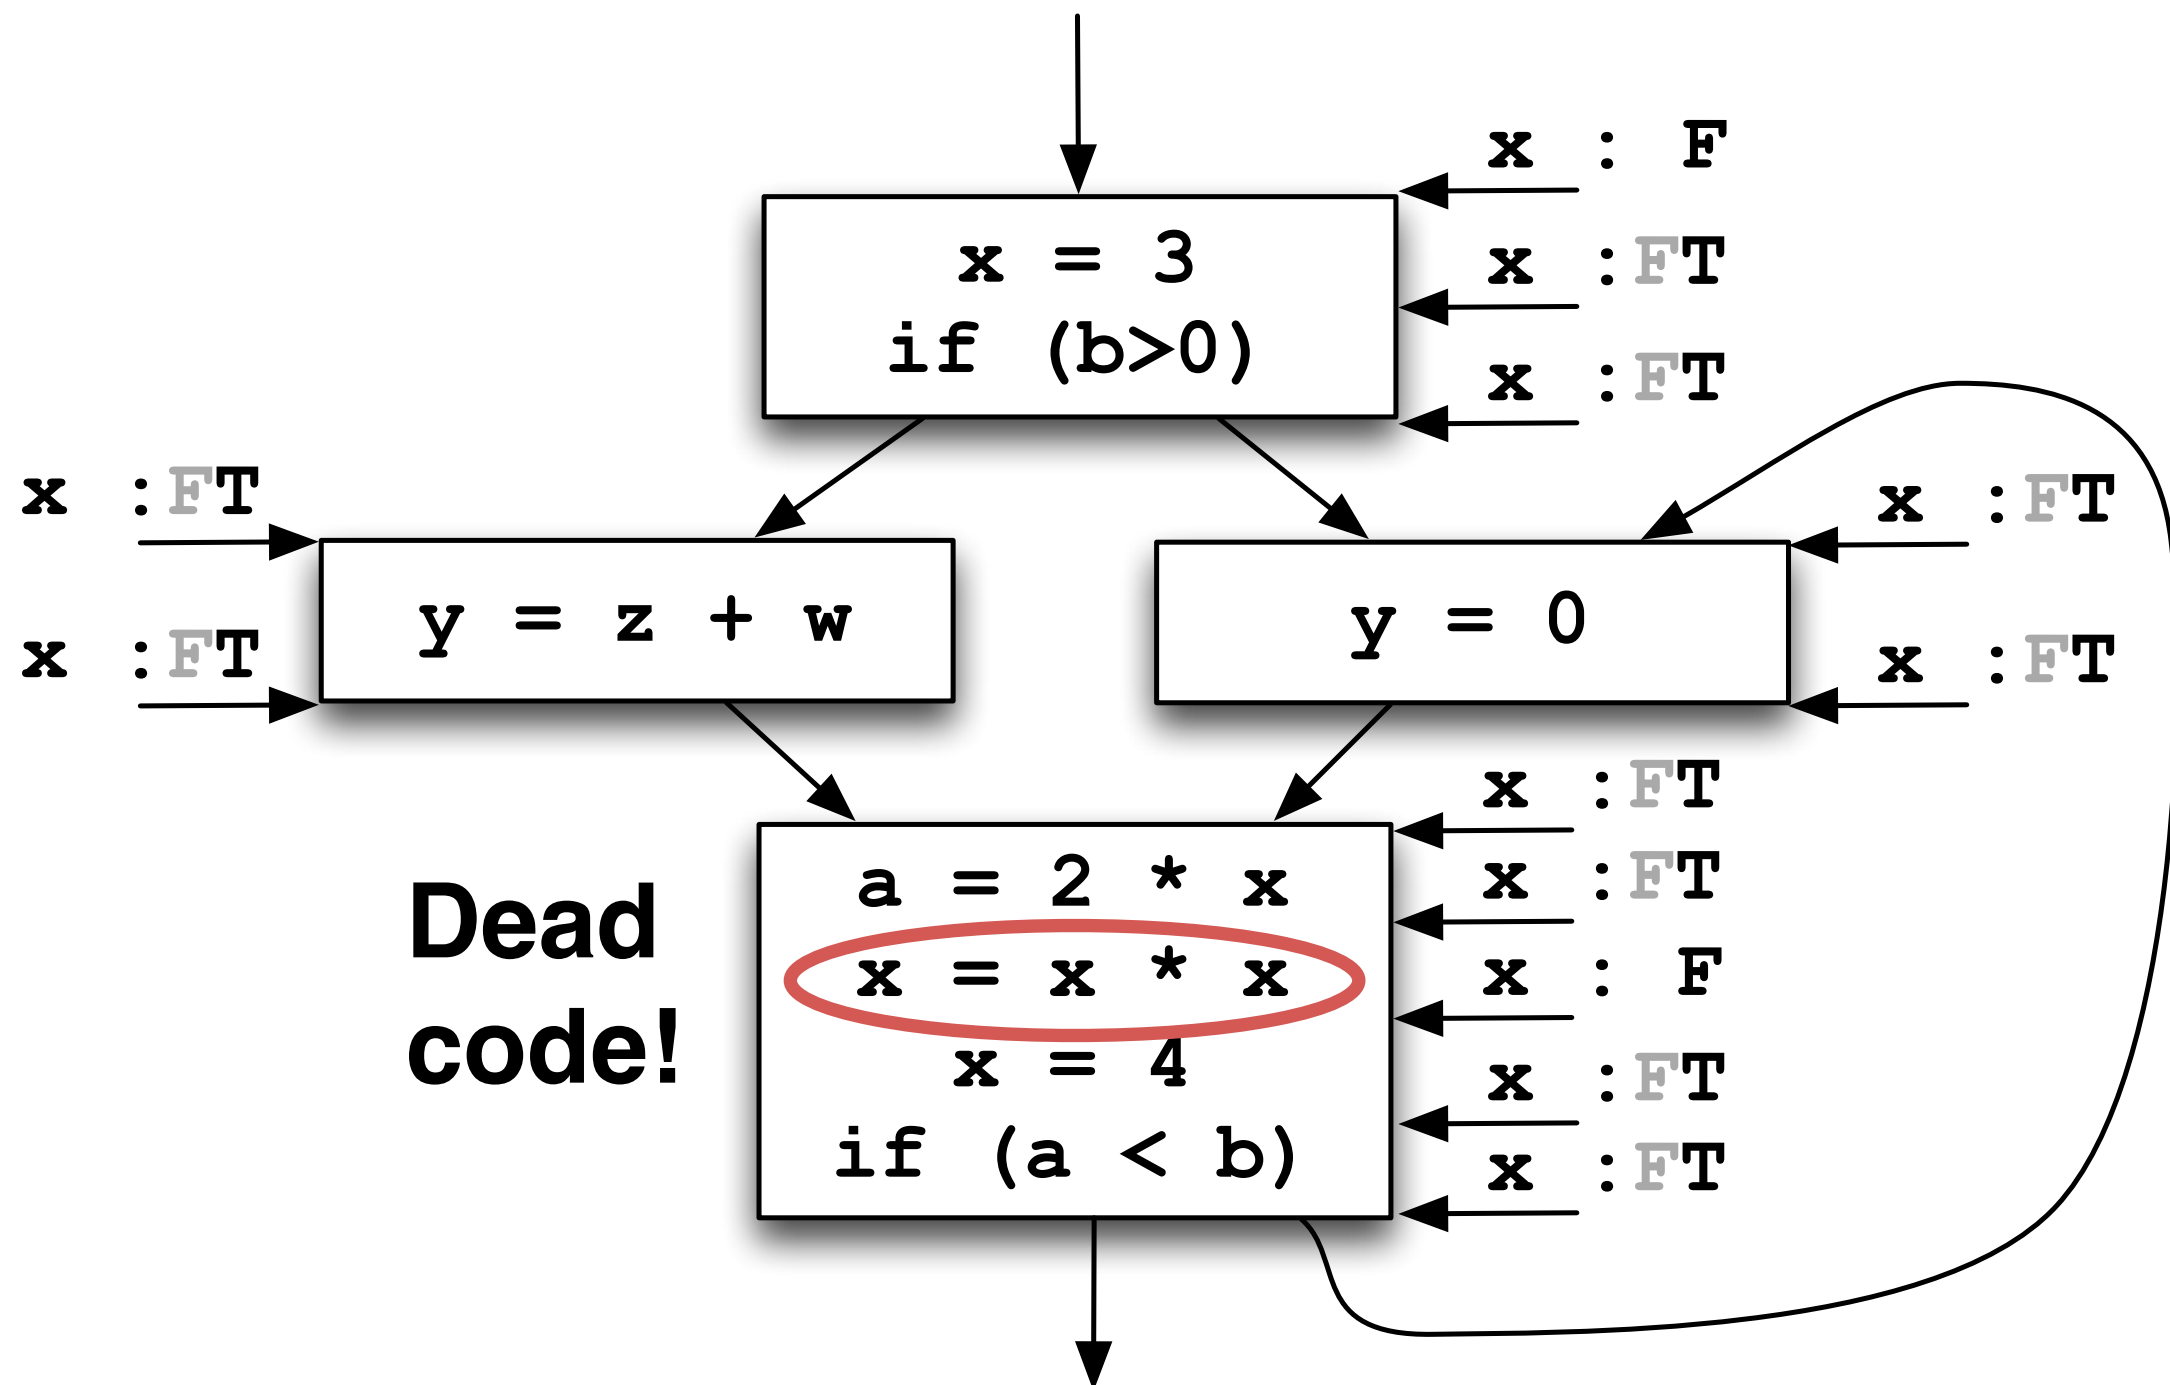 x : F
x = 3
x :FT
if (b>0)
x :FT
x :FT
x :FT
y = z + w
y = 0
x :FT
x :FT
x :FT
a = 2 * x
x :FT
Dead
code!
x = x * x
x : F
x = 4
x :FT
if (a < b)
x :FT